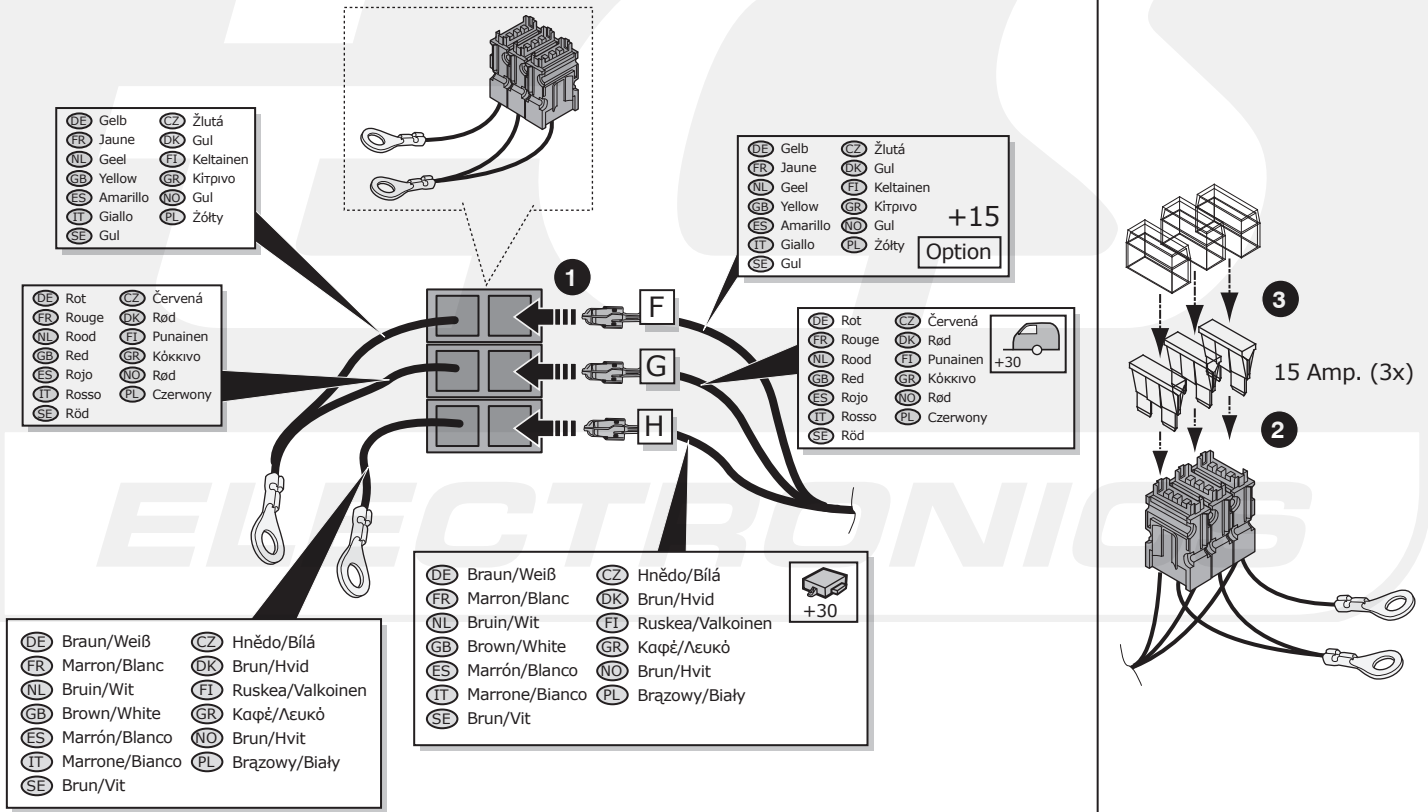 DE Gelb CZ Žlutá
FR Jaune DK Gul
NL Geel FI Keltainen
GB Yellow GR Κίτρινο
ES Amarillo NO Gul
IT Giallo PL Żółty
SE Gul
DE Rot CZ Červená
FR Rouge DK Rød
NL Rood FI Punainen
GB Red GR Κόκκινο
ES Rojo NO Rød
IT Rosso PL Czerwony
SE Röd
1
F
G
H
DE Gelb CZ Žlutá
FR Jaune DK Gul
NL Geel FI Keltainen
GB Yellow GR Κίτρινο
ES Amarillo NO Gul
IT Giallo PL Żółty
SE Gul
+15
Option
DE Rot CZ Červená
FR Rouge DK Rød
NL Rood FI Punainen
GB Red GR Κόκκινο
ES Rojo NO Rød
IT Rosso PL Czerwony
SE Röd
+30
DE Braun/Weiß CZ Hnědo/Bílá
FR Marron/Blanc DK Brun/Hvid
NL Bruin/Wit FI Ruskea/Valkoinen
GB Brown/White GR Καφέ/Λευκό
ES Marrón/Blanco NO Brun/Hvit
IT Marrone/Bianco PL Brązowy/Biały
SE Brun/Vit
DE Braun/Weiß CZ Hnědo/Bílá
FR Marron/Blanc DK Brun/Hvid
NL Bruin/Wit FI Ruskea/Valkoinen
GB Brown/White GR Καφέ/Λευκό
ES Marrón/Blanco NO Brun/Hvit
IT Marrone/Bianco PL Brązowy/Biały
SE Brun/Vit
+30
3
15 Amp. (3x)
2
ECS
ELECTRONICS